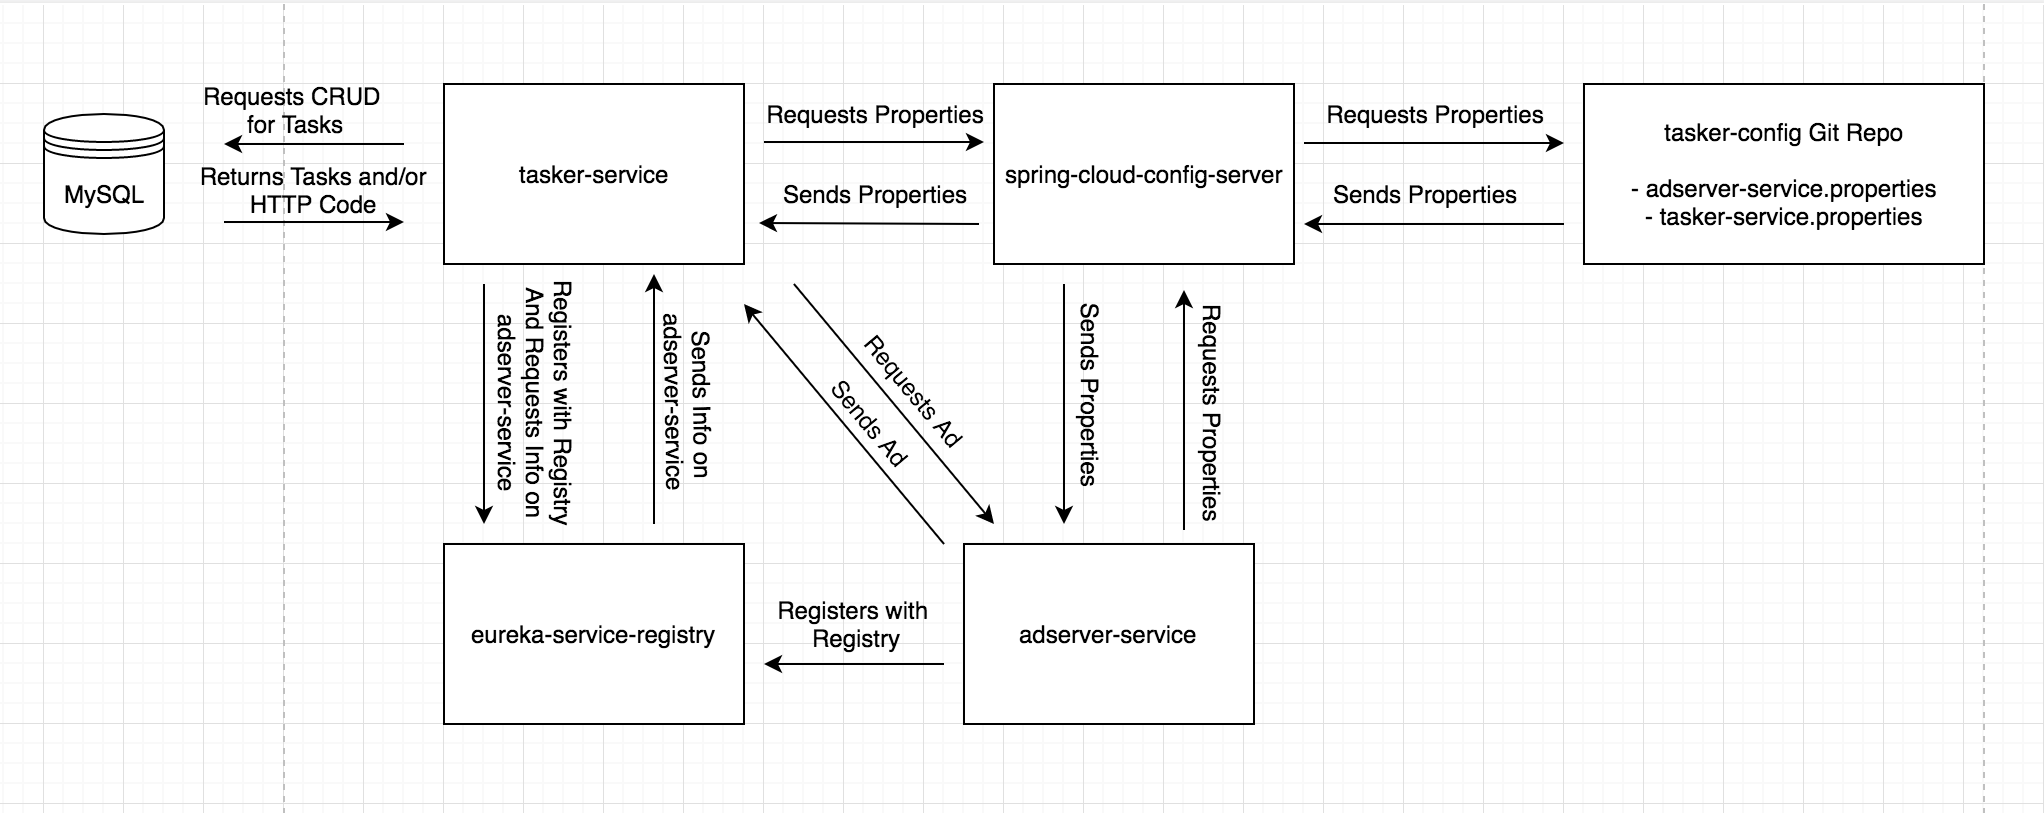 Requests CRUD
for Tasks
Returns Tasks and/or
HTTP Code
MySQL
tasker-service
Requests Properties
Sends Properties
spring-cloud-config-server
Requests Properties
Sends Properties
tasker-config Git Repo
- adserver-service.properties
- tasker-service.properties
Registers with Registry
And Requests Info on
adserver-service
Sends Info on
adserver-service
Requests Ad
Sends Ad
Sends Properties
Requests Properties
eureka-service-registry
Registers with
Registry
adserver-service